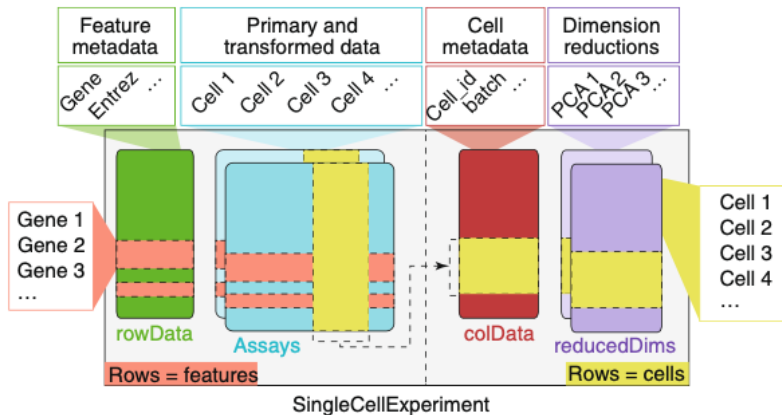 Feature
metadata
Primary and
transformed data
Cell
metadata
Dimension
reductions
Gene
Entrez
...
Cell 1
Cell 2
Cell 3
Cell 4
...
Cell_id
batch
...
PCA 1
PCA 2
PCA 3
...
Gene 1
Gene 2
Gene 3
...
Cell 1
Cell 2
Cell 3
Cell 4
...
rowData
Assays
colData
reducedDims
Rows = features
Rows = cells
SingleCellExperiment